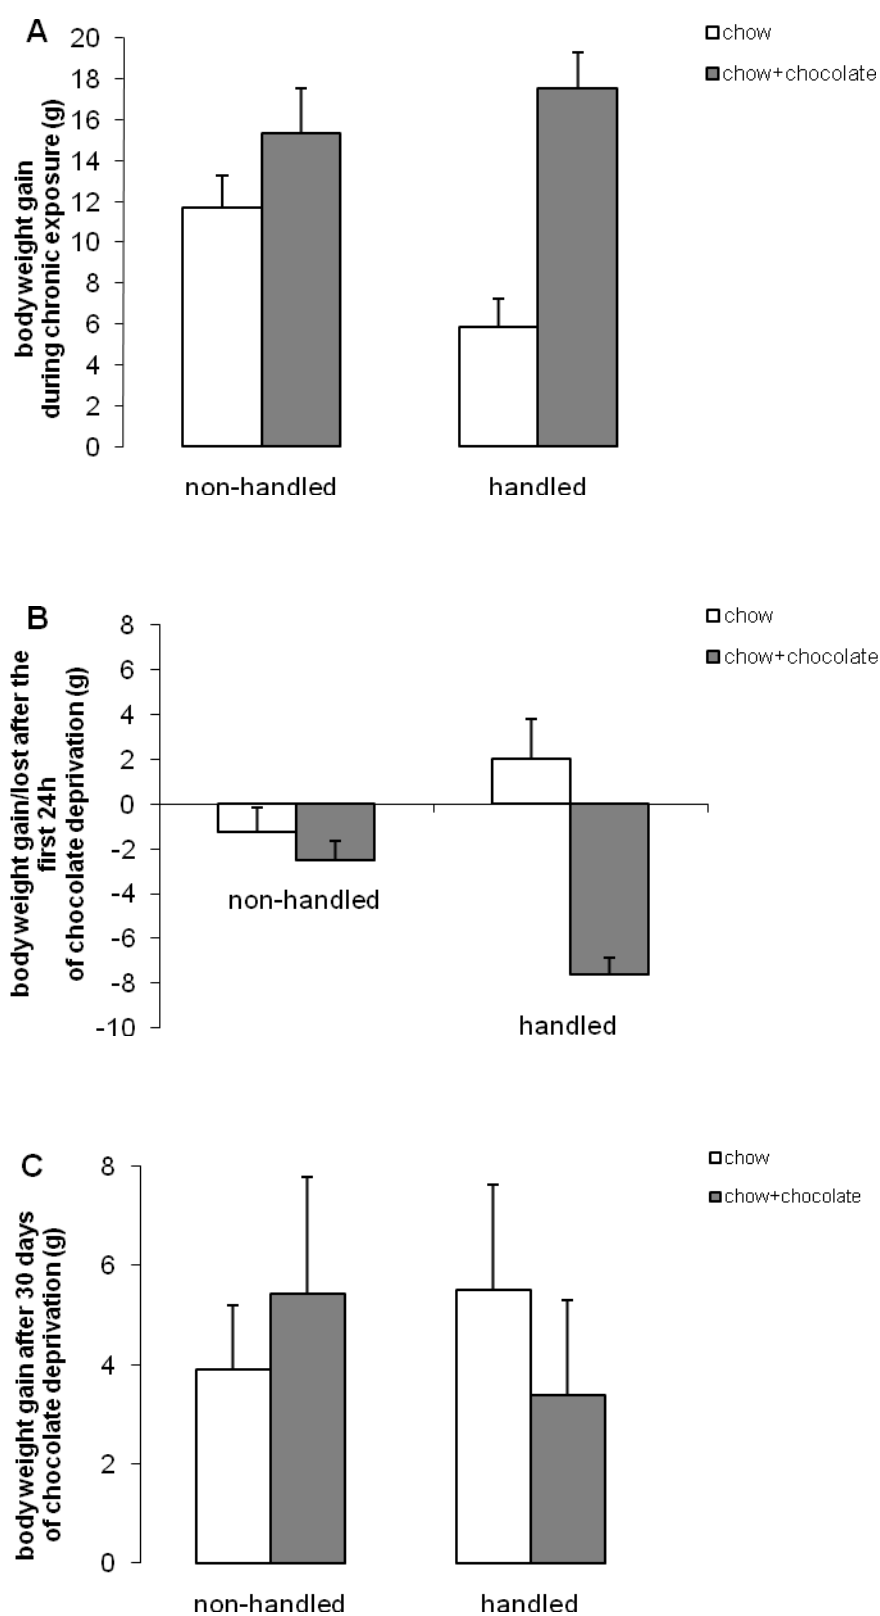 A
bodyweight gain
during chronic exposure (g)
20
18
16
14
12
10
8
6
4
2
0
non-handled
handled
chow
chow+chocolate
B
bodyweight gain/lost after the
first 24h
of chocolate deprivation (g)
8
6
4
2
0
-2
-4
-6
-8
-10
non-handled
handled
chow
chow+chocolate
C
bodyweight gain after 30 days
of chocolate deprivation (g)
8
6
4
2
0
non-handled
handled
chow
chow+chocolate